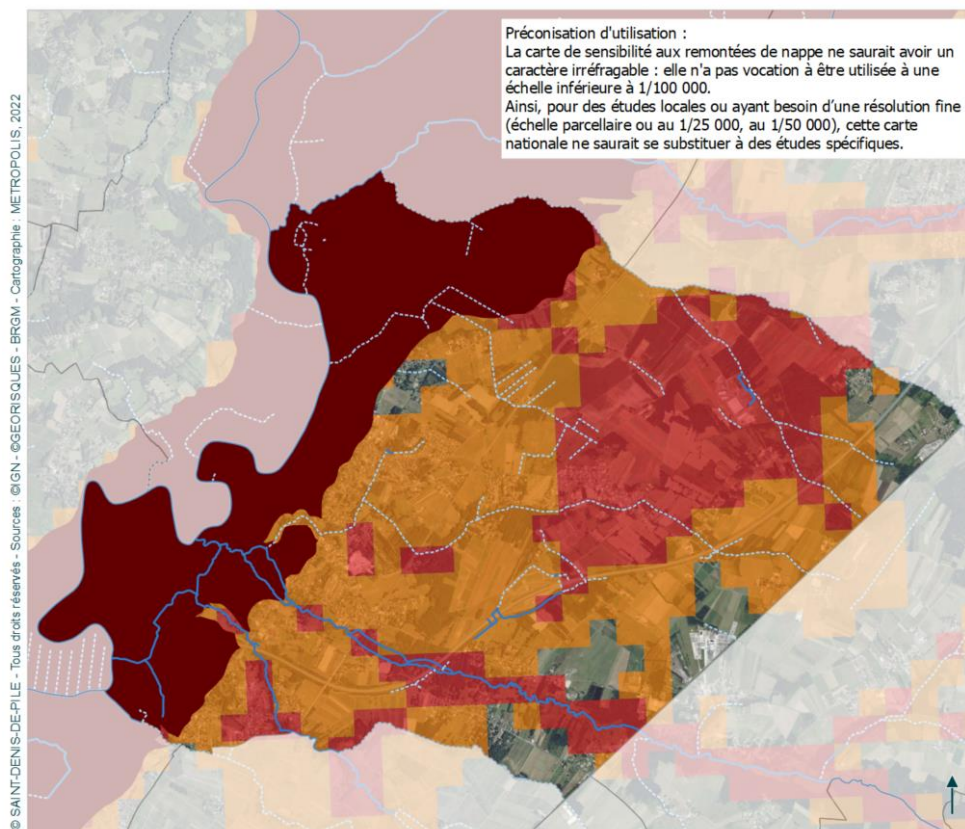 Préconisation d'utilisation :
La carte de sensibilité aux remontées de nappe ne saurait avoir un
caractère irréfragable : elle n'a pas vocation à être utilisée à une
échelle inférieure à 1/100 000.
Ainsi, pour des études locales ou ayant besoin d'une résolution fine
(échelle parcellaire ou au 1/25 000, au 1/50 000), cette carte
nationale ne saurait se substituer à des études spécifiques.
© SAINT-DENIS-DE-PILE - Tous droits réservés - Sources : ©IGN - ©GEORISQUES - BRGM - Cartographie : METROPOLIS, 2022